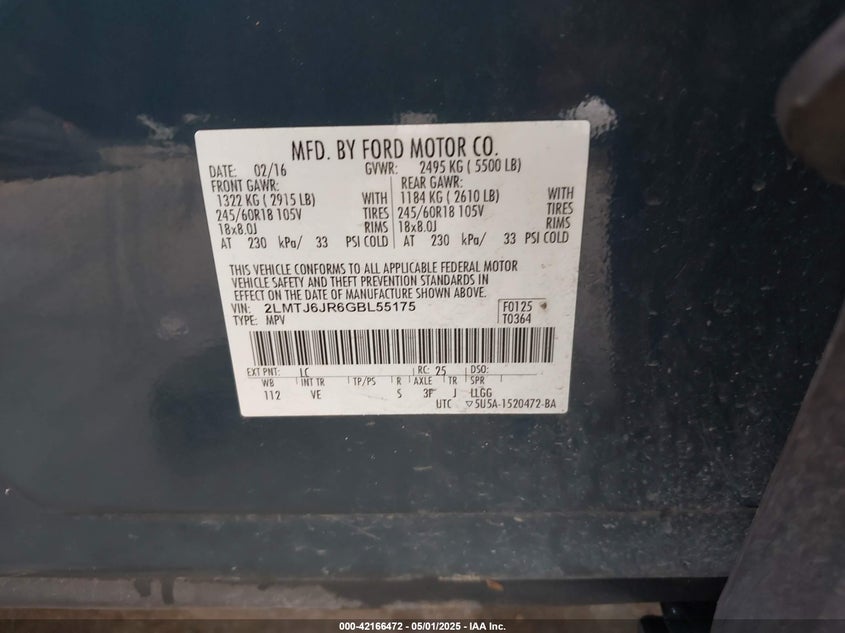 MFD. BY FORD MOTOR CO.
DATE: 02/16 GVWR: 2495 KG ( 5500 LB)
FRONT GAWR: REAR GAWR:
1322 KG ( 2915 LB) WITH 1184 KG ( 2610 LB) WITH
245/60R18 105V TIRES 245/60R18 105V TIRES
18x8.0J RIMS 18x8.0J RIMS
AT 230 kPa/ 33 PSI COLD AT 230 kPa/ 33 PSI COLD
THIS VEHICLE CONFORMS TO ALL APPLICABLE FEDERAL MOTOR
VEHICLE SAFETY AND THEFT PREVENTION STANDARDS IN
EFFECT ON THE DATE OF MANUFACTURE SHOWN ABOVE.
VIN: 2LMTJ6JR6GBL55175 F0125
TYPE: MPV T0364
EXT PNT: LC RC: 25 DSO:
WB INT TR TP/PS R AXLE TR SPR
112 VE S 3F J LLGG
UTC ▽5U5A-1520472-BA
000-42166472 - 05/01/2025 - IAA Inc.